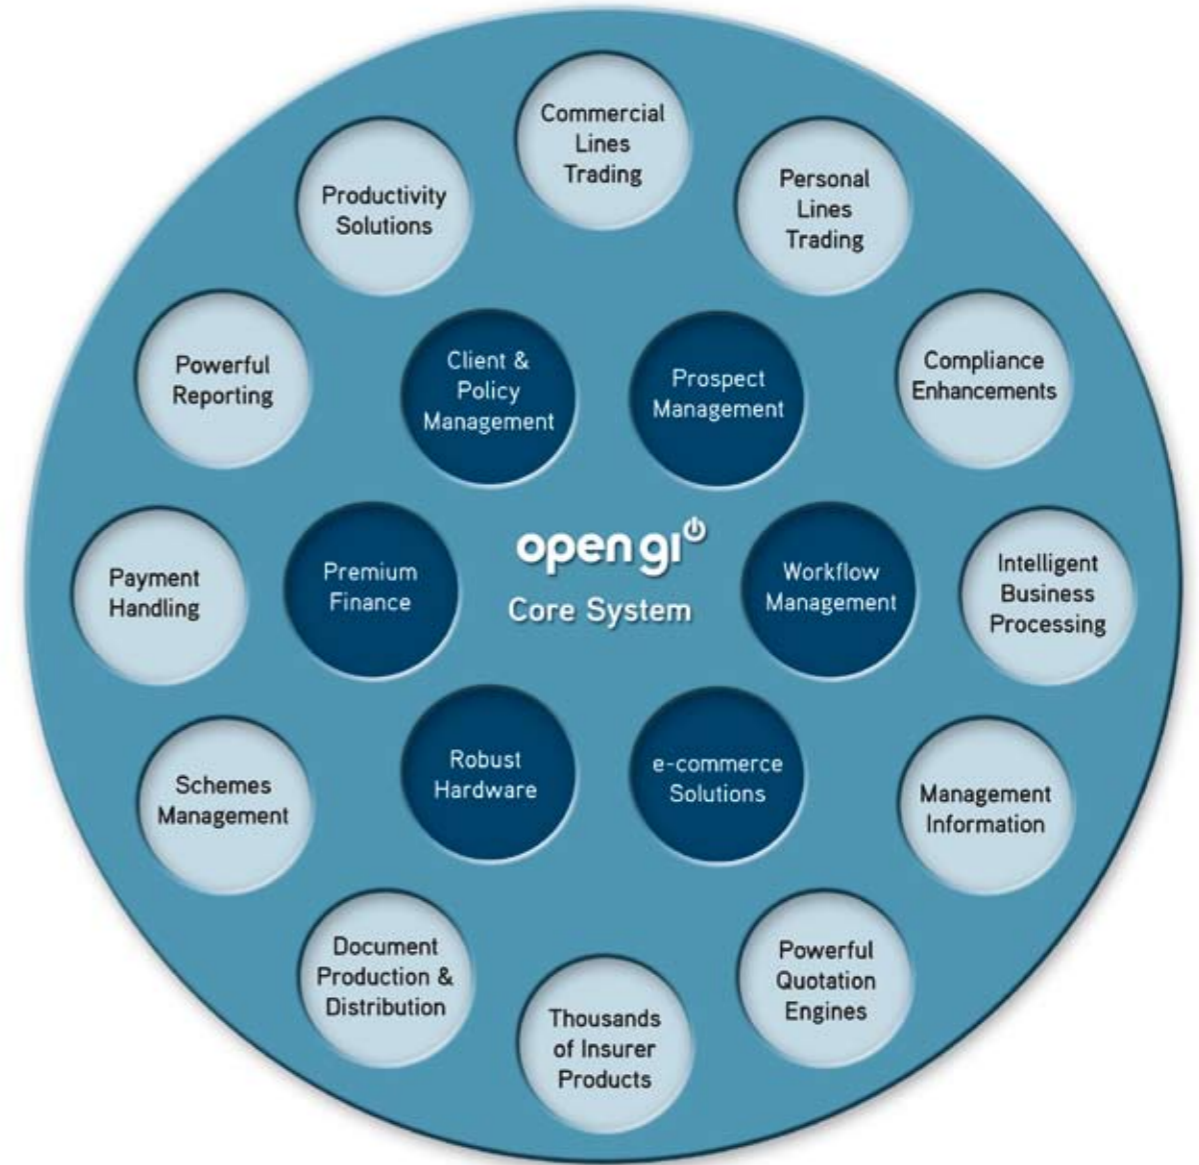 Commercial
Lines
Trading
Personal
Lines
Trading
Productivity
Solutions
Compliance
Enhancements
Powerful
Reporting
Client &
Policy
Management
Prospect
Management
open gi
Core System
Payment
Handling
Premium
Finance
Workflow
Management
Intelligent
Business
Processing
Robust
Hardware
e-commerce
Solutions
Schemes
Management
Management
Information
Document
Production &
Distribution
Powerful
Quotation
Engines
Thousands
of Insurer
Products